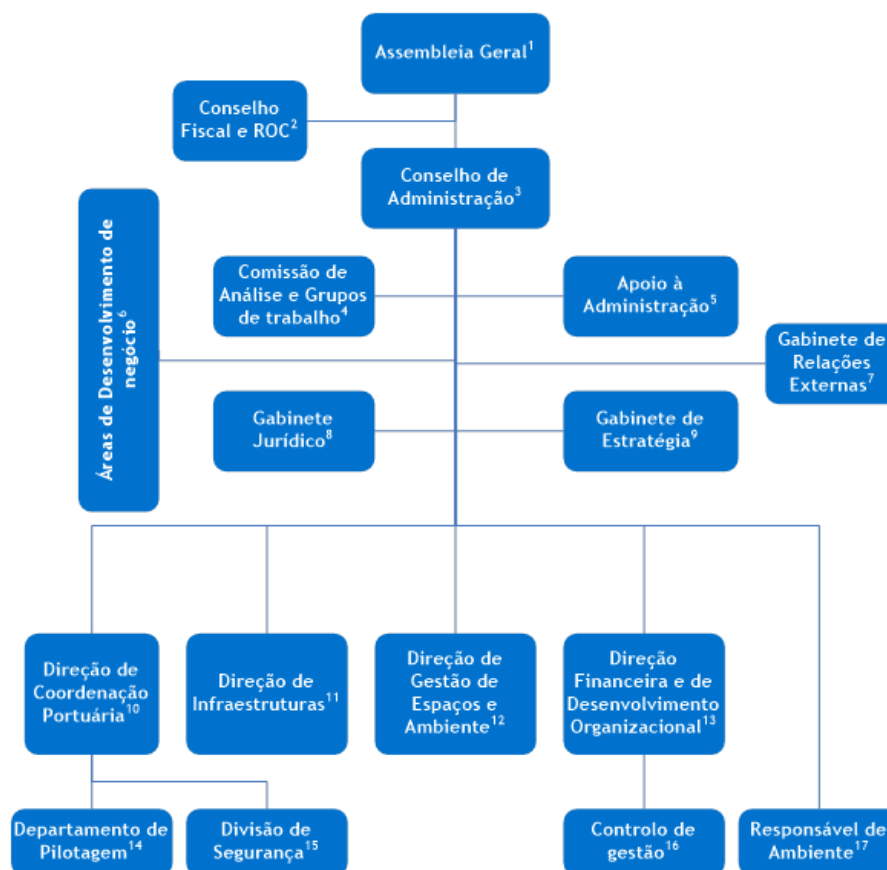 Assembleia Geral¹
Conselho
Fiscal e ROC²
Conselho de
Administração³
Áreas de Desenvolvimento de
negócio⁶
Comissão de
Análise e Grupos
de trabalho⁴
Apoio à
Administração⁵
Gabinete de
Relações
Externas⁷
Gabinete
Jurídico⁸
Gabinete de
Estratégia⁹
Direção de
Coordenação
Portuária¹⁰
Direção de
Infraestruturas¹¹
Direção de
Gestão de
Espaços e
Ambiente¹²
Direção
Financeira e de
Desenvolvimento
Organizacional¹³
Departamento de
Pilotagem¹⁴
Divisão de
Segurança¹⁵
Controlo de
gestão¹⁶
Responsável de
Ambiente¹⁷